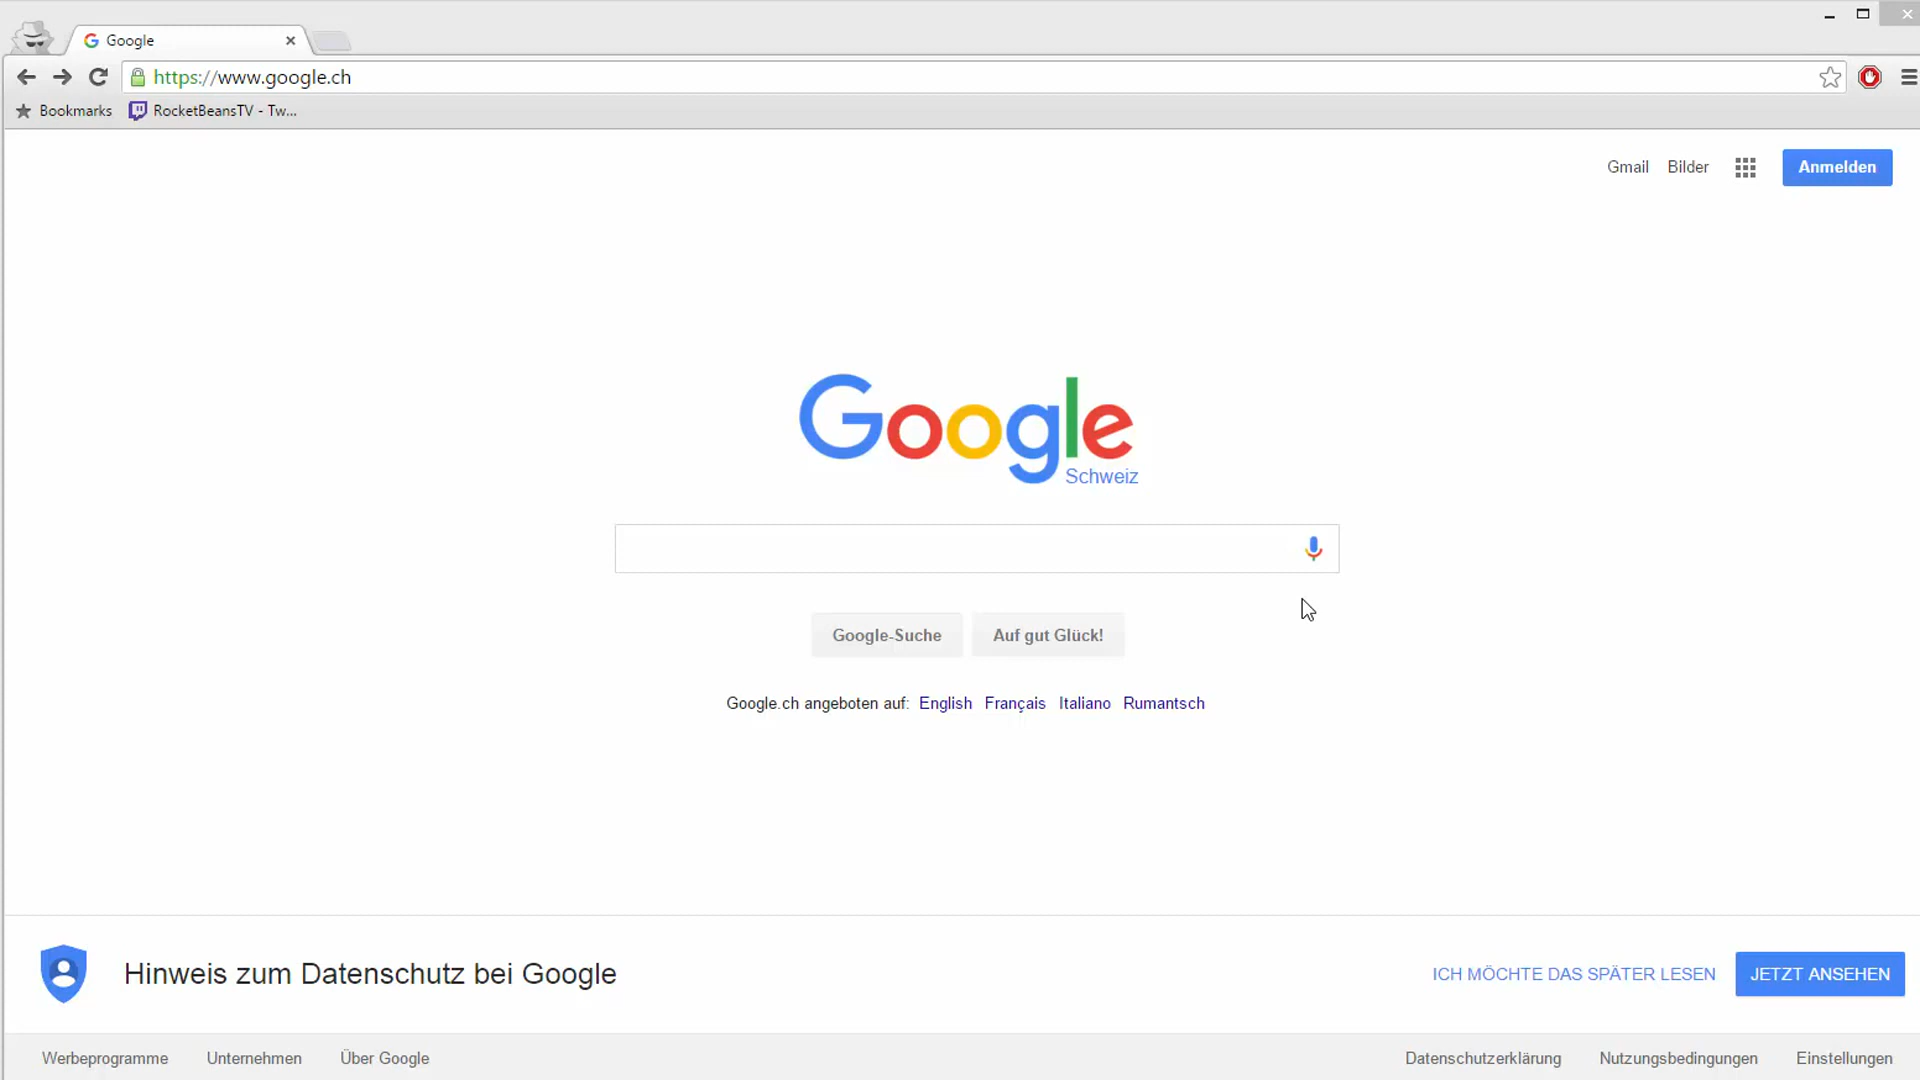 Google
https://www.google.ch
Bookmarks RocketBeansTV - Tw...
Gmail Bilder Anmelden
Google
Schweiz
Google-Suche Auf gut Glück!
Google.ch angeboten auf: English Français Italiano Rumantsch
Hinweis zum Datenschutz bei Google
ICH MÖCHTE DAS SPÄTER LESEN JETZT ANSEHEN
Werbeprogramme Unternehmen Über Google Datenschutzerklärung Nutzungsbedingungen Einstellungen